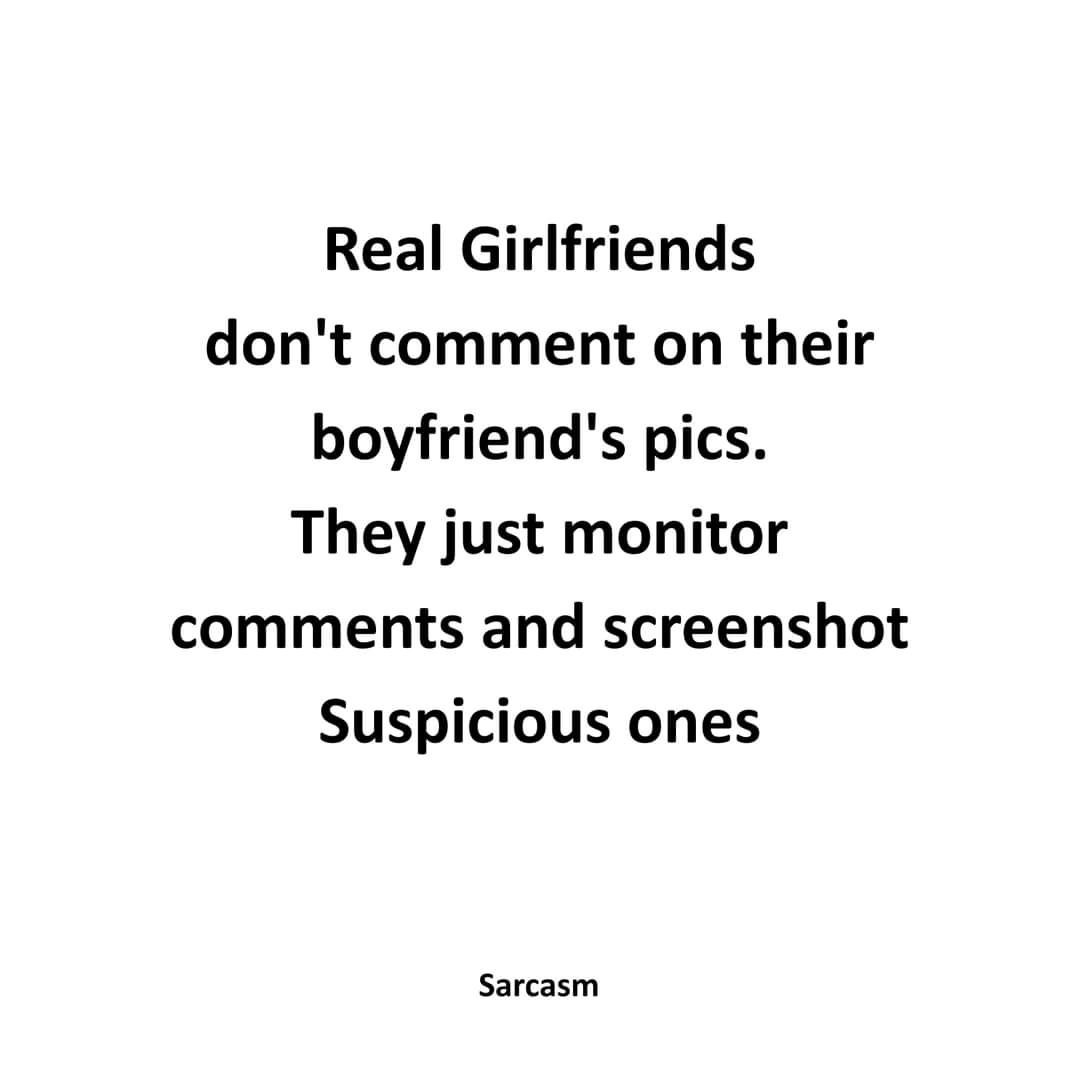 Real Girlfriends
don't comment on their
boyfriend's pics.
They just monitor
comments and screenshot
Suspicious ones
Sarcasm